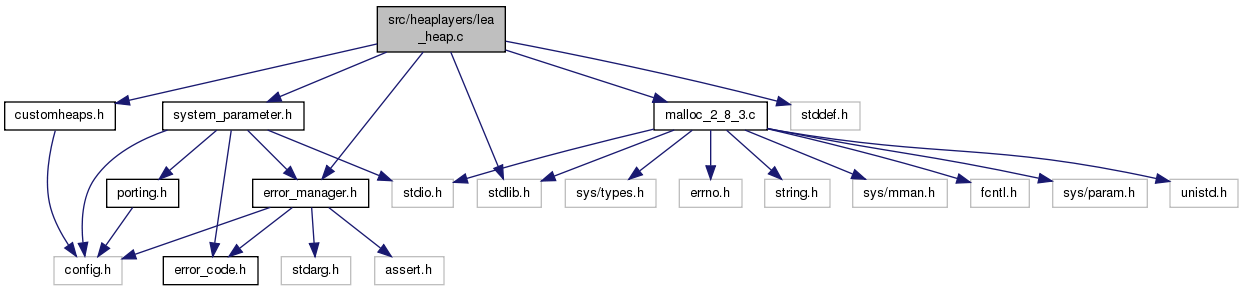 src/heaplayers/lea
_heap.c
customheaps.h
system_parameter.h
malloc_2_8_3.c
stddef.h
porting.h
error_manager.h
stdio.h
stdlib.h
sys/types.h
errno.h
string.h
sys/mman.h
fcntl.h
sys/param.h
unistd.h
config.h
error_code.h
stdarg.h
assert.h